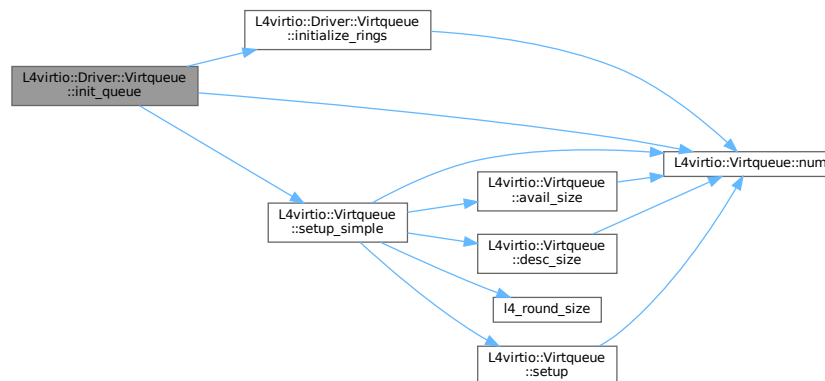 L4virtio::Driver::Virtqueue
::initialize_rings
L4virtio::Driver::Virtqueue
::init_queue
L4virtio::Virtqueue::num
L4virtio::Virtqueue
::avail_size
L4virtio::Virtqueue
::setup_simple
L4virtio::Virtqueue
::desc_size
l4_round_size
L4virtio::Virtqueue
::setup